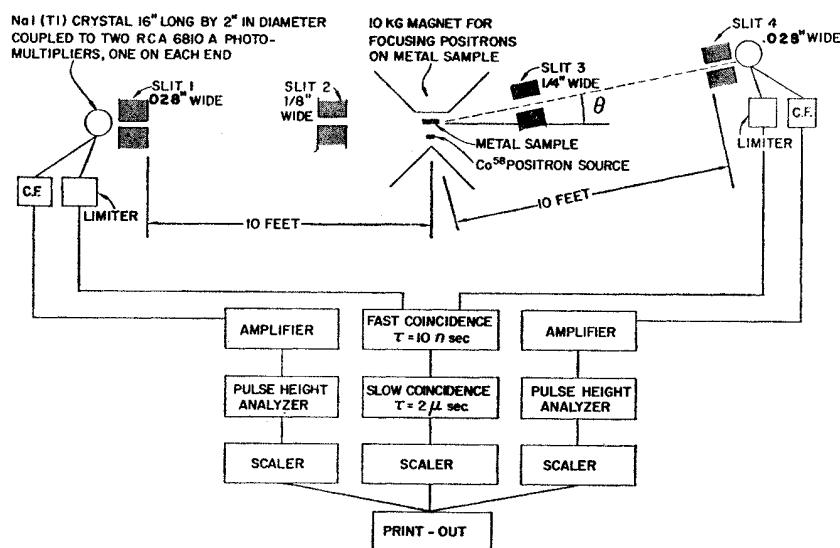 NaI (Tl) CRYSTAL 16" LONG BY 2" IN DIAMETER
COUPLED TO TWO RCA 6810 A PHOTO-
MULTIPLIERS, ONE ON EACH END
SLIT 1
.028" WIDE
SLIT 2
1/8"
WIDE
10 KG MAGNET FOR
FOCUSING POSITRONS
ON METAL SAMPLE
SLIT 3
1/4" WIDE
θ
SLIT 4
.028" WIDE
METAL SAMPLE
Co58 POSITRON SOURCE
LIMITER
C.F.
C.F.
LIMITER
10 FEET
10 FEET
AMPLIFIER
FAST COINCIDENCE
τ = 10 n sec
AMPLIFIER
PULSE HEIGHT
ANALYZER
SLOW COINCIDENCE
τ = 2 μ sec
PULSE HEIGHT
ANALYZER
SCALER
SCALER
SCALER
PRINT - OUT